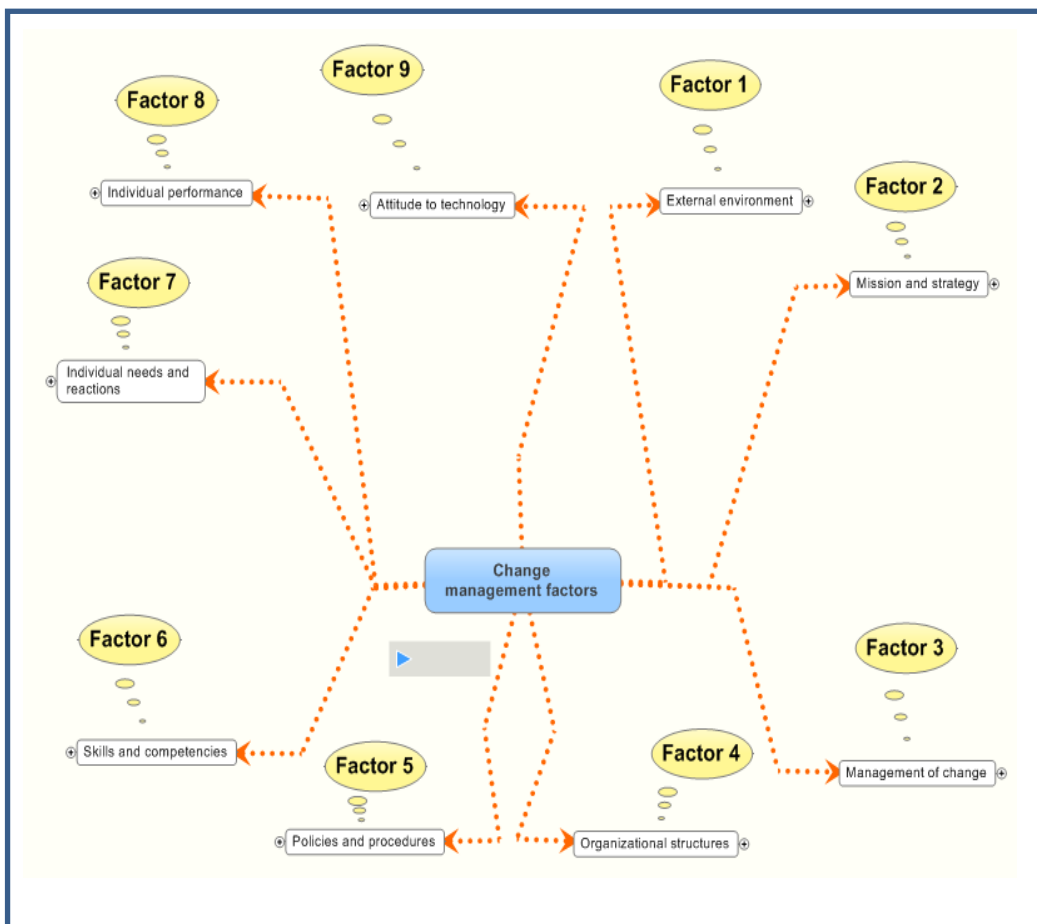 Factor 9
Factor 1
Factor 8
Factor 2
Individual performance
Attitude to technology
External environment
Factor 7
Mission and strategy
Individual needs and
reactions
Change
management factors
Factor 6
Factor 3
Skills and competencies
Factor 5
Factor 4
Management of change
Policies and procedures
Organizational structures